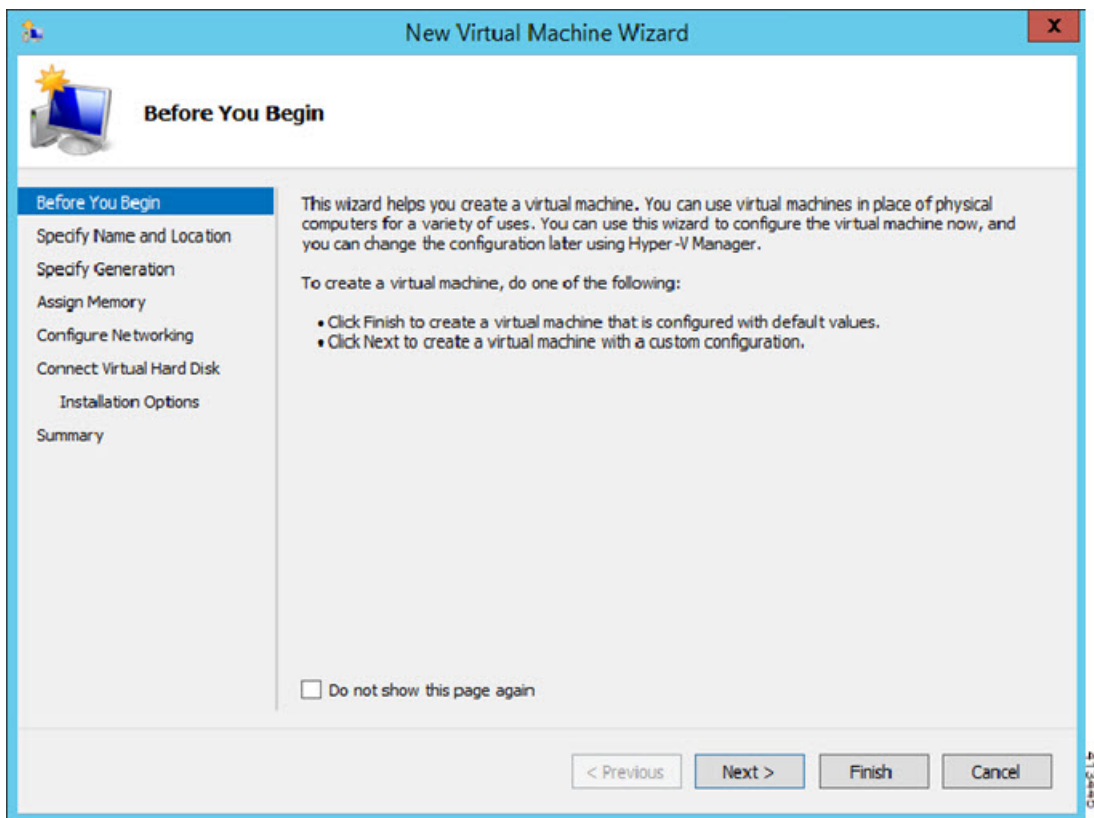 New Virtual Machine Wizard
X
Before You Begin
Before You Begin
Specify Name and Location
Specify Generation
Assign Memory
Configure Networking
Connect Virtual Hard Disk
Installation Options
Summary
This wizard helps you create a virtual machine. You can use virtual machines in place of physical
computers for a variety of uses. You can use this wizard to configure the virtual machine now, and
you can change the configuration later using Hyper-V Manager.
To create a virtual machine, do one of the following:
• Click Finish to create a virtual machine that is configured with default values.
• Click Next to create a virtual machine with a custom configuration.
Do not show this page again
< Previous
Next >
Finish
Cancel